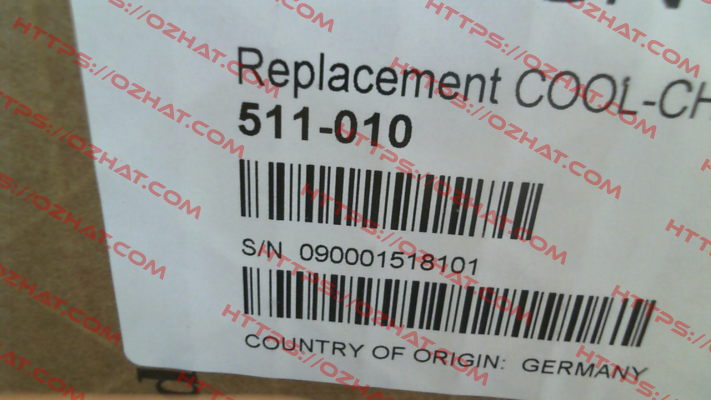 Replacement COOL-CH
511-010
S/N 090001518101
COUNTRY OF ORIGIN: GERMANY
HTTPS://OZHAT.COM